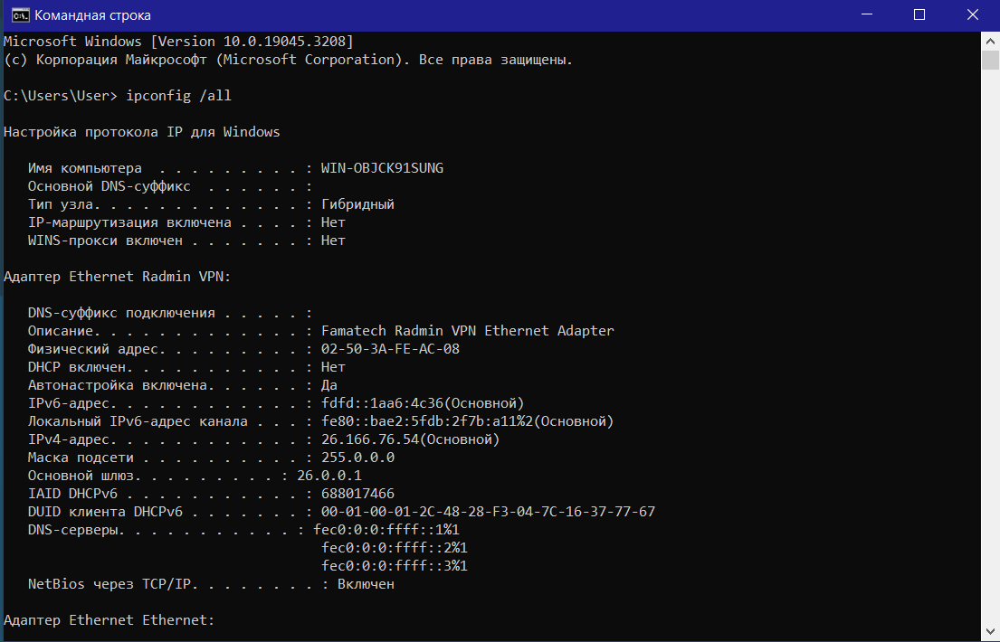 Командная строка
Microsoft Windows [Version 10.0.19045.3208]
(c) Корпорация Майкрософт (Microsoft Corporation). Все права защищены.
C:\Users\User> ipconfig /all
Настройка протокола IP для Windows
Имя компьютера  . . . . . . . . . : WIN-OBJCK91SUNG
Основной DNS-суффикс  . . . . . . :
Тип узла. . . . . . . . . . . . . : Гибридный
IP-маршрутизация включена . . . . : Нет
WINS-прокси включен . . . . . . . : Нет
Адаптер Ethernet Radmin VPN:
DNS-суффикс подключения . . . . . :
Описание. . . . . . . . . . . . . : Famatech Radmin VPN Ethernet Adapter
Физический адрес. . . . . . . . . : 02-50-3A-FE-AC-08
DHCP включен. . . . . . . . . . . : Нет
Автонастройка включена. . . . . . : Да
IPv6-адрес. . . . . . . . . . . . : fdfd::1aa6:4c36(Основной)
Локальный IPv6-адрес канала . . . : fe80::bae2:5fdb:2f7b:a11%2(Основной)
IPv4-адрес. . . . . . . . . . . . : 26.166.76.54(Основной)
Маска подсети . . . . . . . . . . : 255.0.0.0
Основной шлюз. . . . . . . . . : 26.0.0.1
IAID DHCPv6 . . . . . . . . . . . : 688017466
DUID клиента DHCPv6 . . . . . . . : 00-01-00-01-2C-48-28-F3-04-7C-16-37-77-67
DNS-серверы. . . . . . . . . . . : fec0:0:0:ffff::1%1
fec0:0:0:ffff::2%1
fec0:0:0:ffff::3%1
NetBios через TCP/IP. . . . . . . . : Включен
Адаптер Ethernet Ethernet: